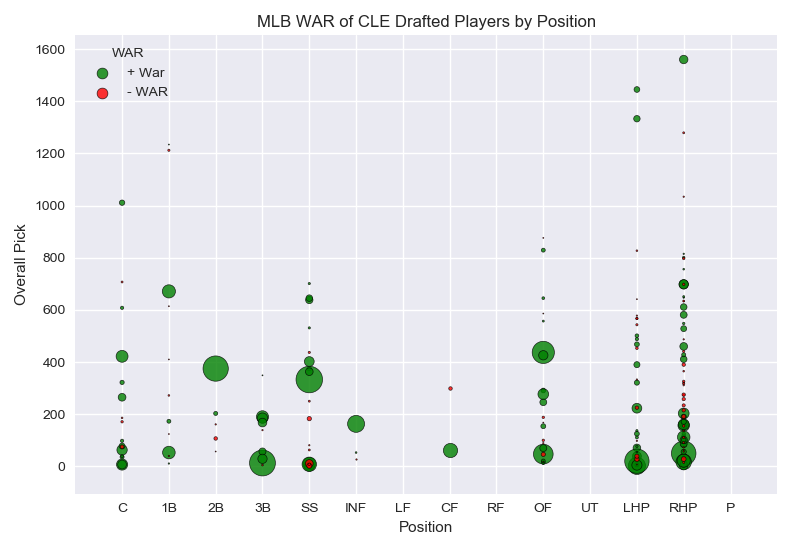 MLB WAR of CLE Drafted Players by Position
WAR
+ War
- WAR
1600
1400
1200
1000
800
600
400
200
0
Overall Pick
C 1B 2B 3B SS INF LF CF RF OF UT LHP RHP P
Position